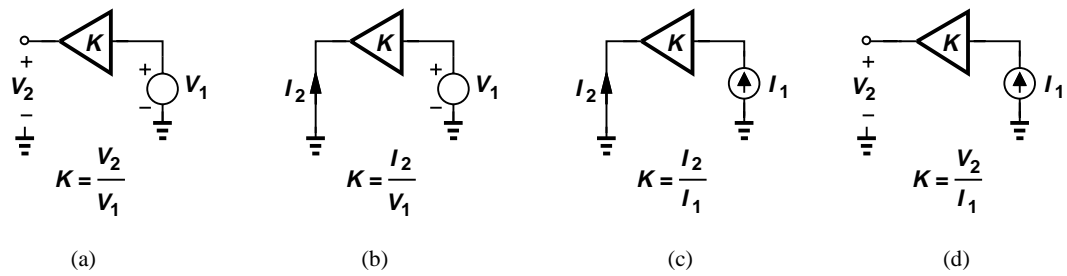 K
K
K
K
+
V2
−
+
−
V1
I2
+
−
V1
I2
I1
+
V2
−
I1
K = V2
V1
K = I2
V1
K = I2
I1
K = V2
I1
(a)
(b)
(c)
(d)